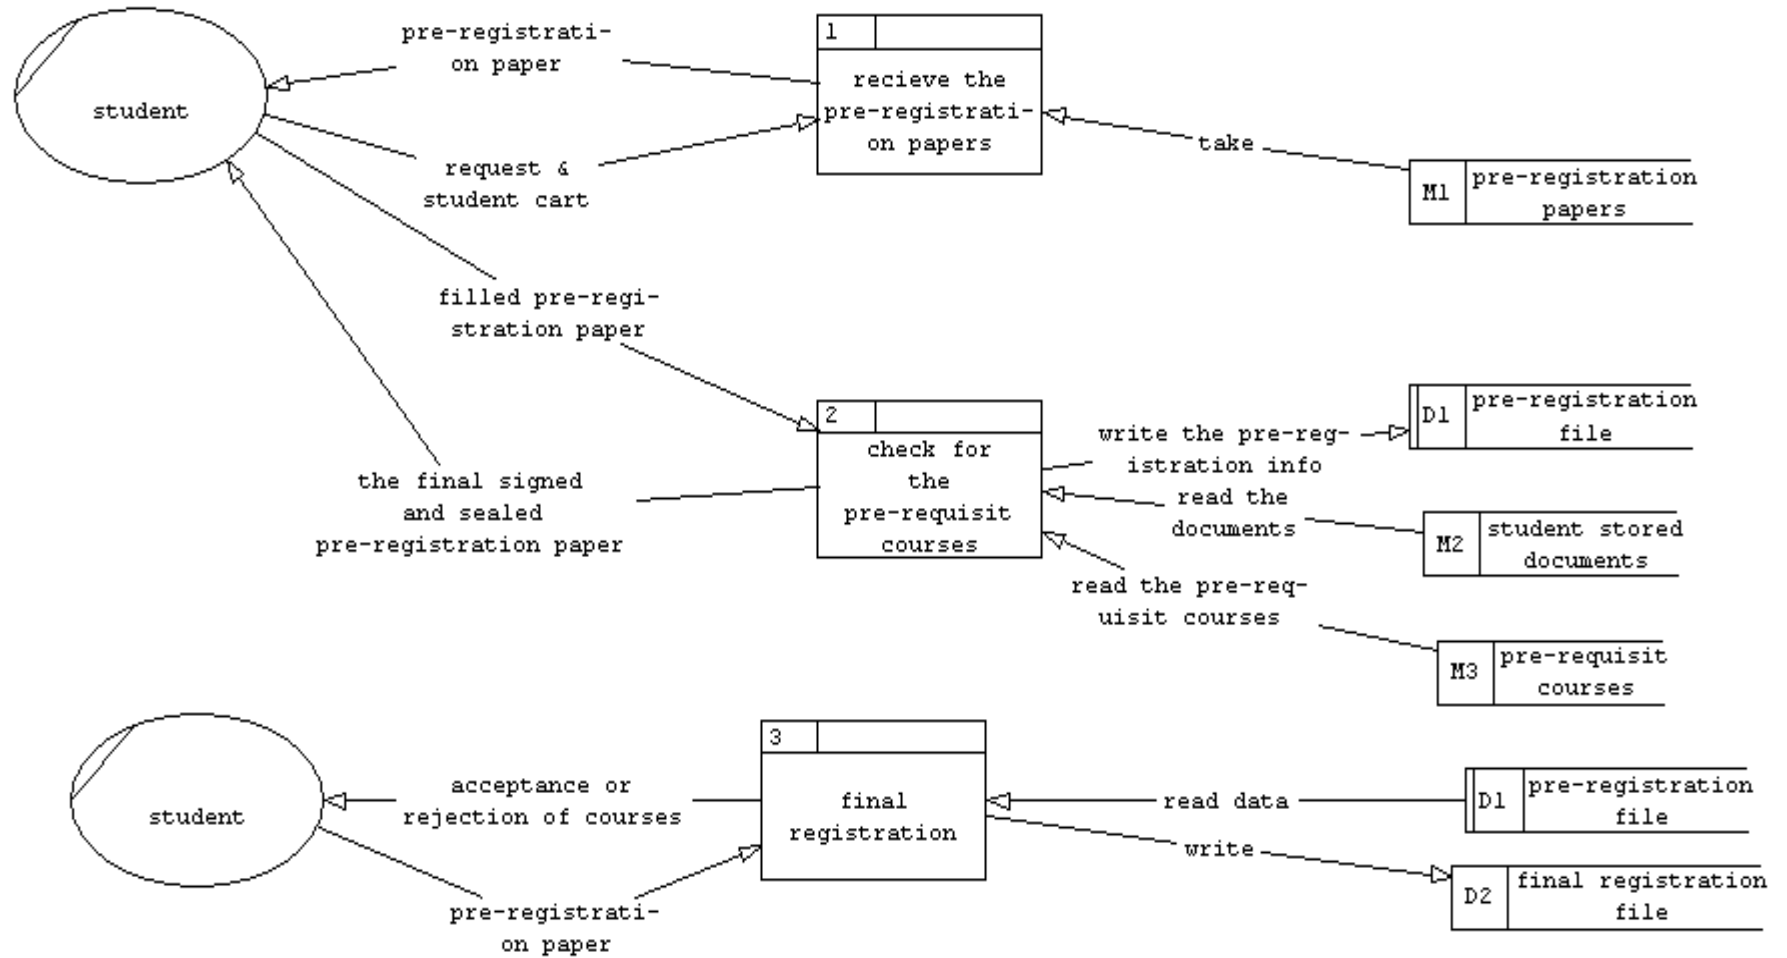 student
pre-registrati-
on paper
request &
student cart
1
recieve the
pre-registrati-
on papers
take
M1
pre-registration
papers
filled pre-regi-
stration paper
the final signed
and sealed
pre-registration paper
2
check for
the
pre-requisit
courses
write the pre-reg-
istration info
D1
pre-registration
file
read the
documents
M2
student stored
documents
read the pre-req-
uisit courses
M3
pre-requisit
courses
student
acceptance or
rejection of courses
pre-registrati-
on paper
3
final
registration
read data
D1
pre-registration
file
write
D2
final registration
file